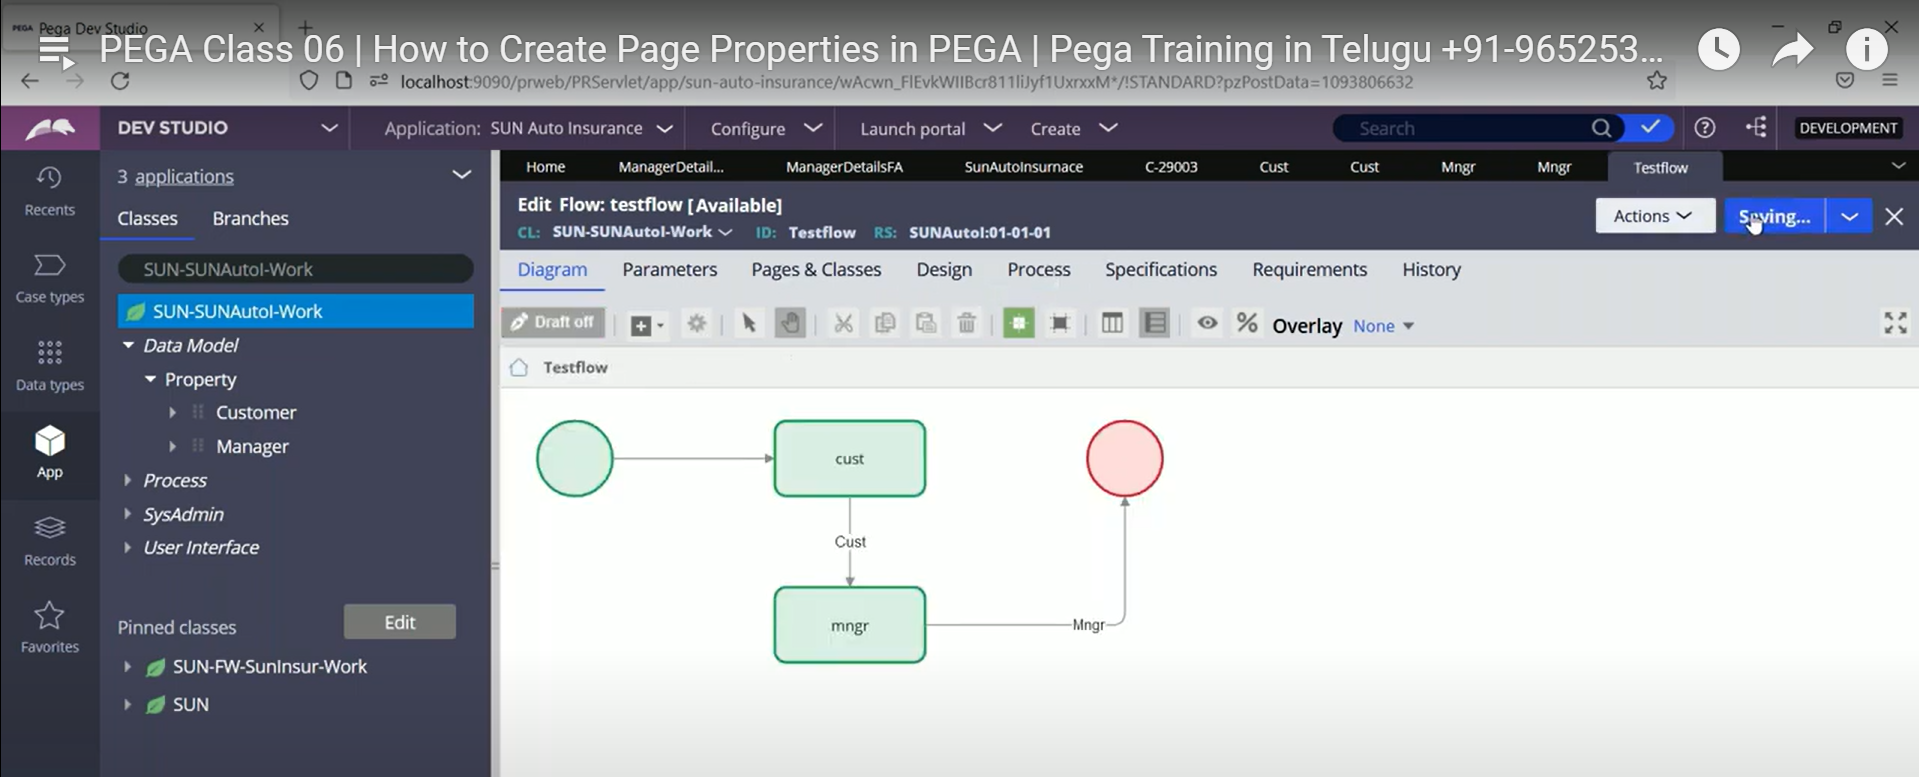 PEGA Pega Dev Studio
PEGA Class 06 | How to Create Page Properties in PEGA | Pega Training in Telugu +91-965253...
localhost:9090/prweb/PRServlet/app/sun-auto-insurance/wAcwn_FlEvkWIIBcr811liJyf1UxrxxM*/!STANDARD?pzPostData=1093806632
DEV STUDIO
Application: SUN Auto Insurance
Configure
Launch portal
Create
Search
DEVELOPMENT
Recents
Case types
Data types
App
Records
Favorites
3 applications
Classes
Branches
SUN-SUNAutoI-Work
SUN-SUNAutoI-Work
Data Model
Property
Customer
Manager
Process
SysAdmin
User Interface
Pinned classes
Edit
SUN-FW-SunInsur-Work
SUN
Home
ManagerDetail...
ManagerDetailsFA
SunAutoInsurnace
C-29003
Cust
Cust
Mngr
Mngr
Testflow
Edit Flow: testflow [Available]
CL: SUN-SUNAutoI-Work ID: Testflow RS: SUNAutoI:01-01-01
Actions
Saving...
Diagram
Parameters
Pages & Classes
Design
Process
Specifications
Requirements
History
Draft off
Overlay None
Testflow
cust
Cust
mngr
Mngr